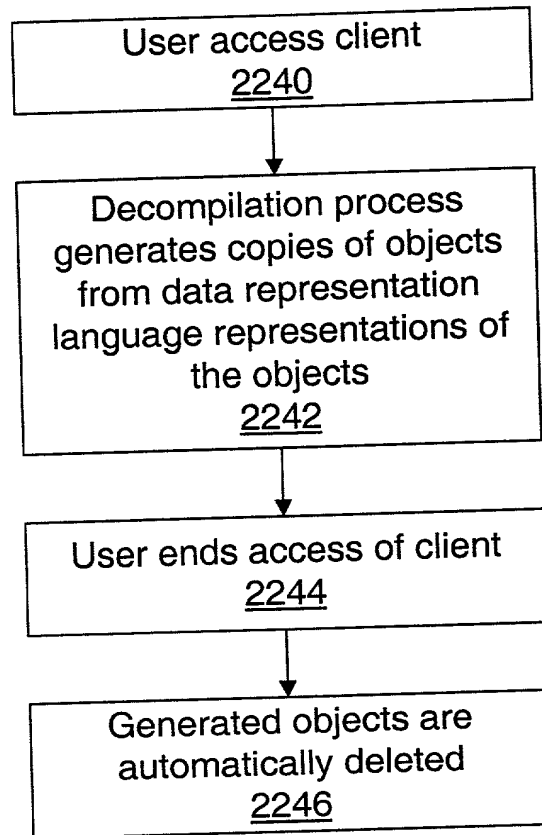 User access client
2240
Decompilation process
generates copies of objects
from data representation
language representations of
the objects
2242
User ends access of client
2244
Generated objects are
automatically deleted
2246